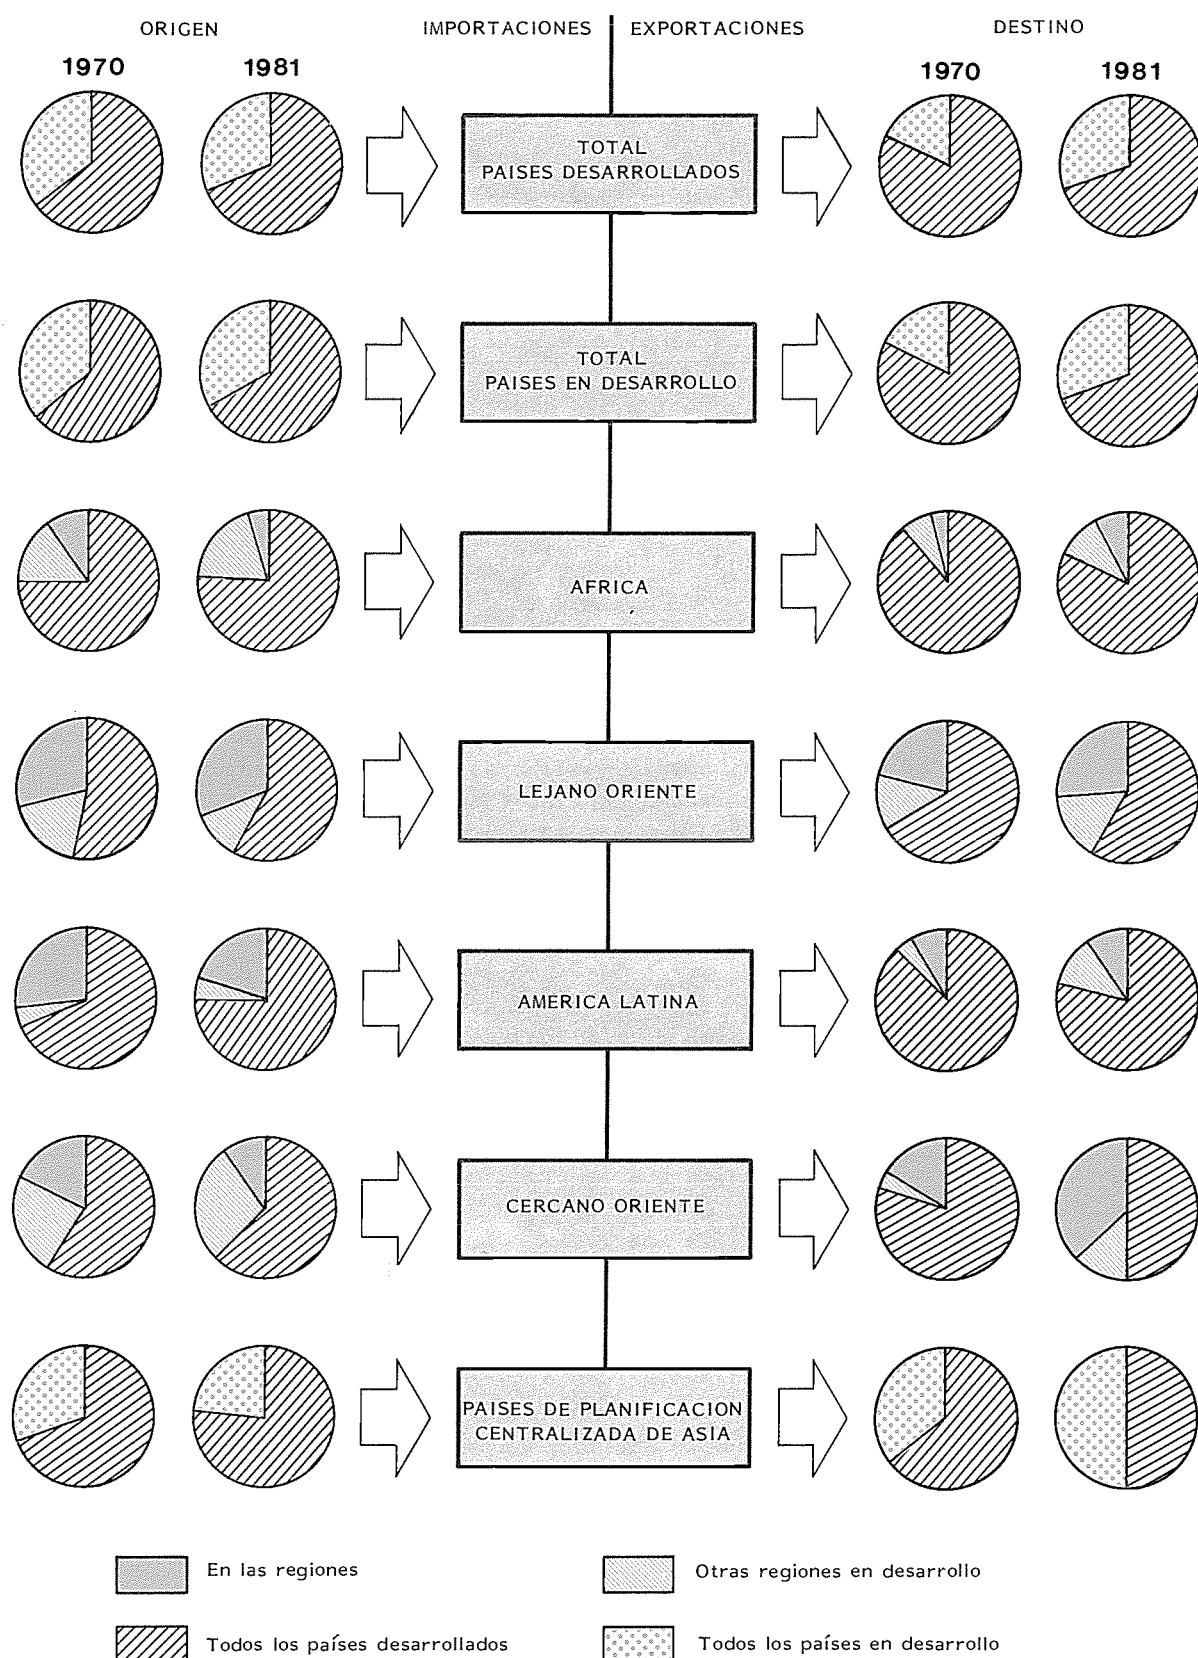 ORIGEN IMPORTACIONES EXPORTACIONES DESTINO
1970 1981 1970 1981
TOTAL
PAISES DESARROLLADOS
TOTAL
PAISES EN DESARROLLO
AFRICA
LEJANO ORIENTE
AMERICA LATINA
CERCANO ORIENTE
PAISES DE PLANIFICACION
CENTRALIZADA DE ASIA
En las regiones
Otras regiones en desarrollo
Todos los países desarrollados
Todos los países en desarrollo